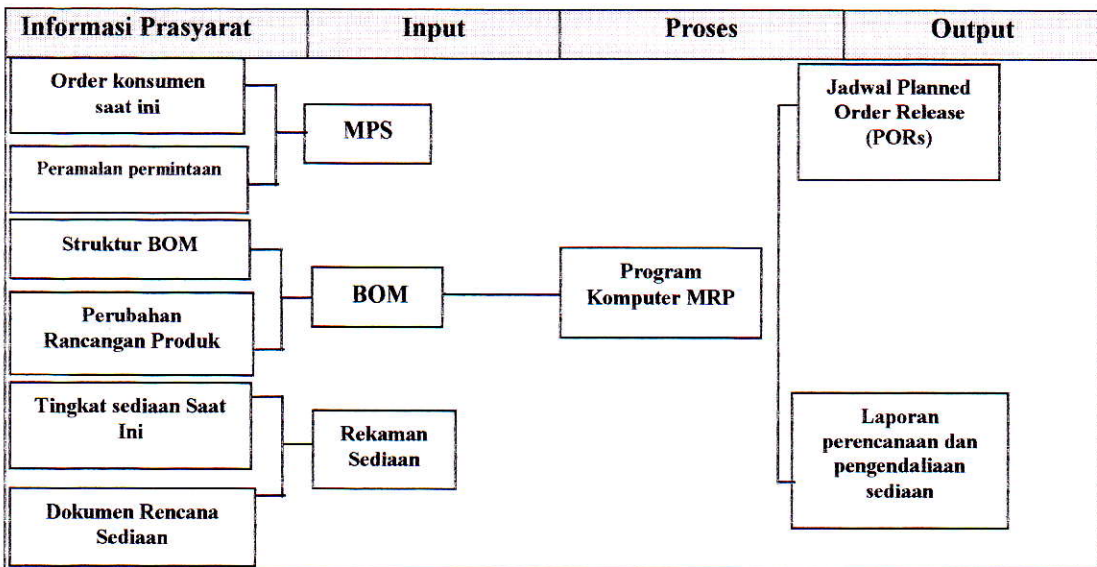 Informasi Prasyarat
Input
Proses
Output
Order konsumen
saat ini
Peramalan permintaan
MPS
Struktur BOM
Perubahan
Rancangan Produk
BOM
Tingkat sediaan Saat
Ini
Dokumen Rencana
Sediaan
Rekaman
Sediaan
Program
Komputer MRP
Jadwal Planned
Order Release
(PORs)
Laporan
perencanaan dan
pengendaliaan
sediaan